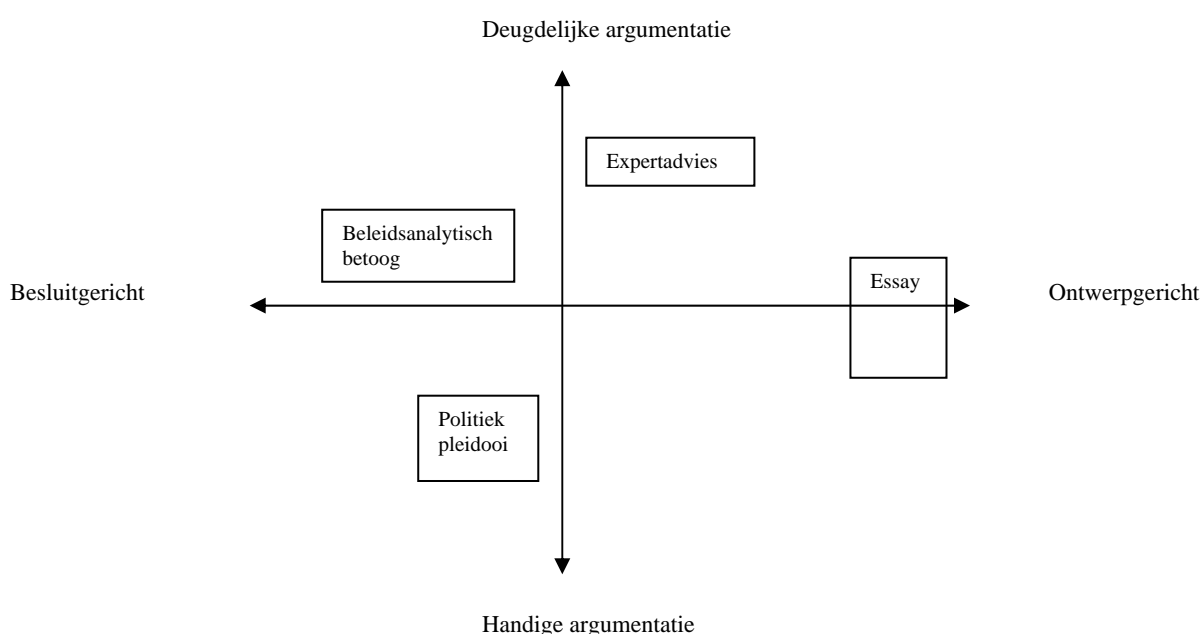 Deugdelijke argumentatie
Expertadvies
Beleidsanalytisch
betoog
Besluitgericht
Essay
Ontwerpgericht
Politiek
pleidooi
Handige argumentatie